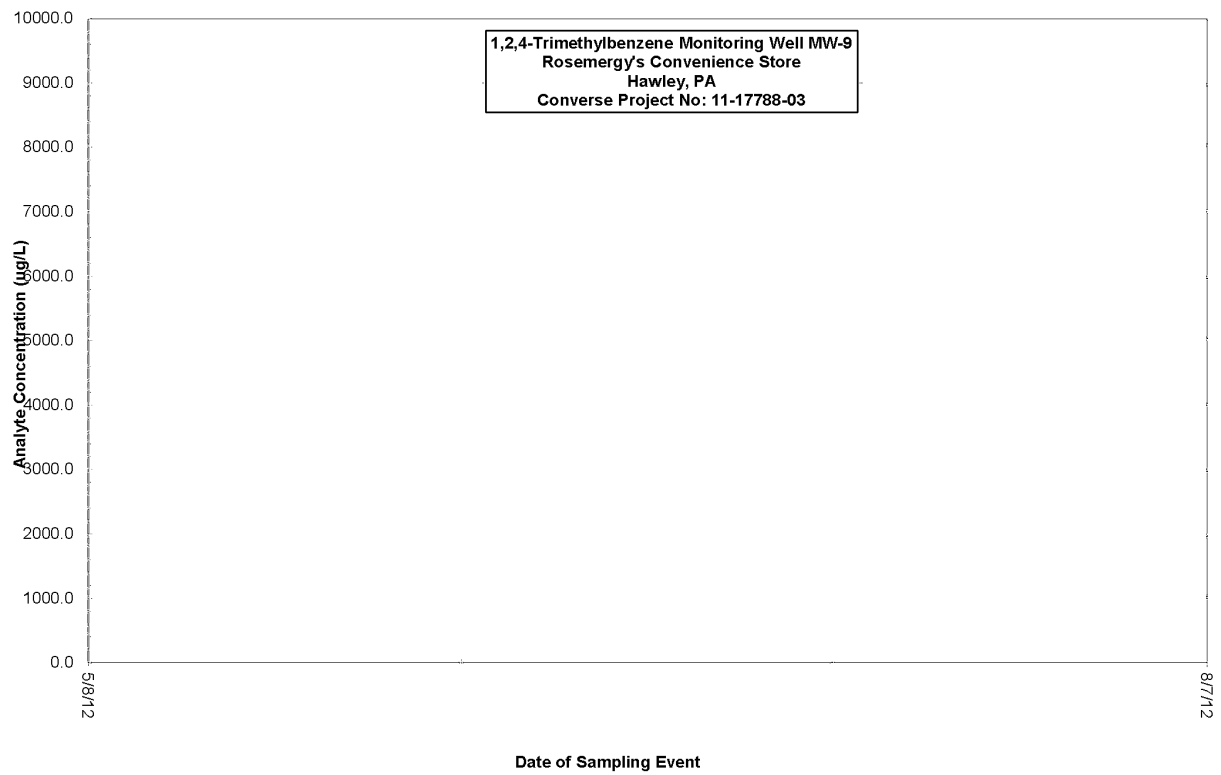 1,2,4-Trimethylbenzene Monitoring Well MW-9
Rosemergy's Convenience Store
Hawley, PA
Converse Project No: 11-17788-03
Analyte Concentration (µg/L)
10000.0
9000.0
8000.0
7000.0
6000.0
5000.0
4000.0
3000.0
2000.0
1000.0
0.0
5/8/12
8/7/12
Date of Sampling Event